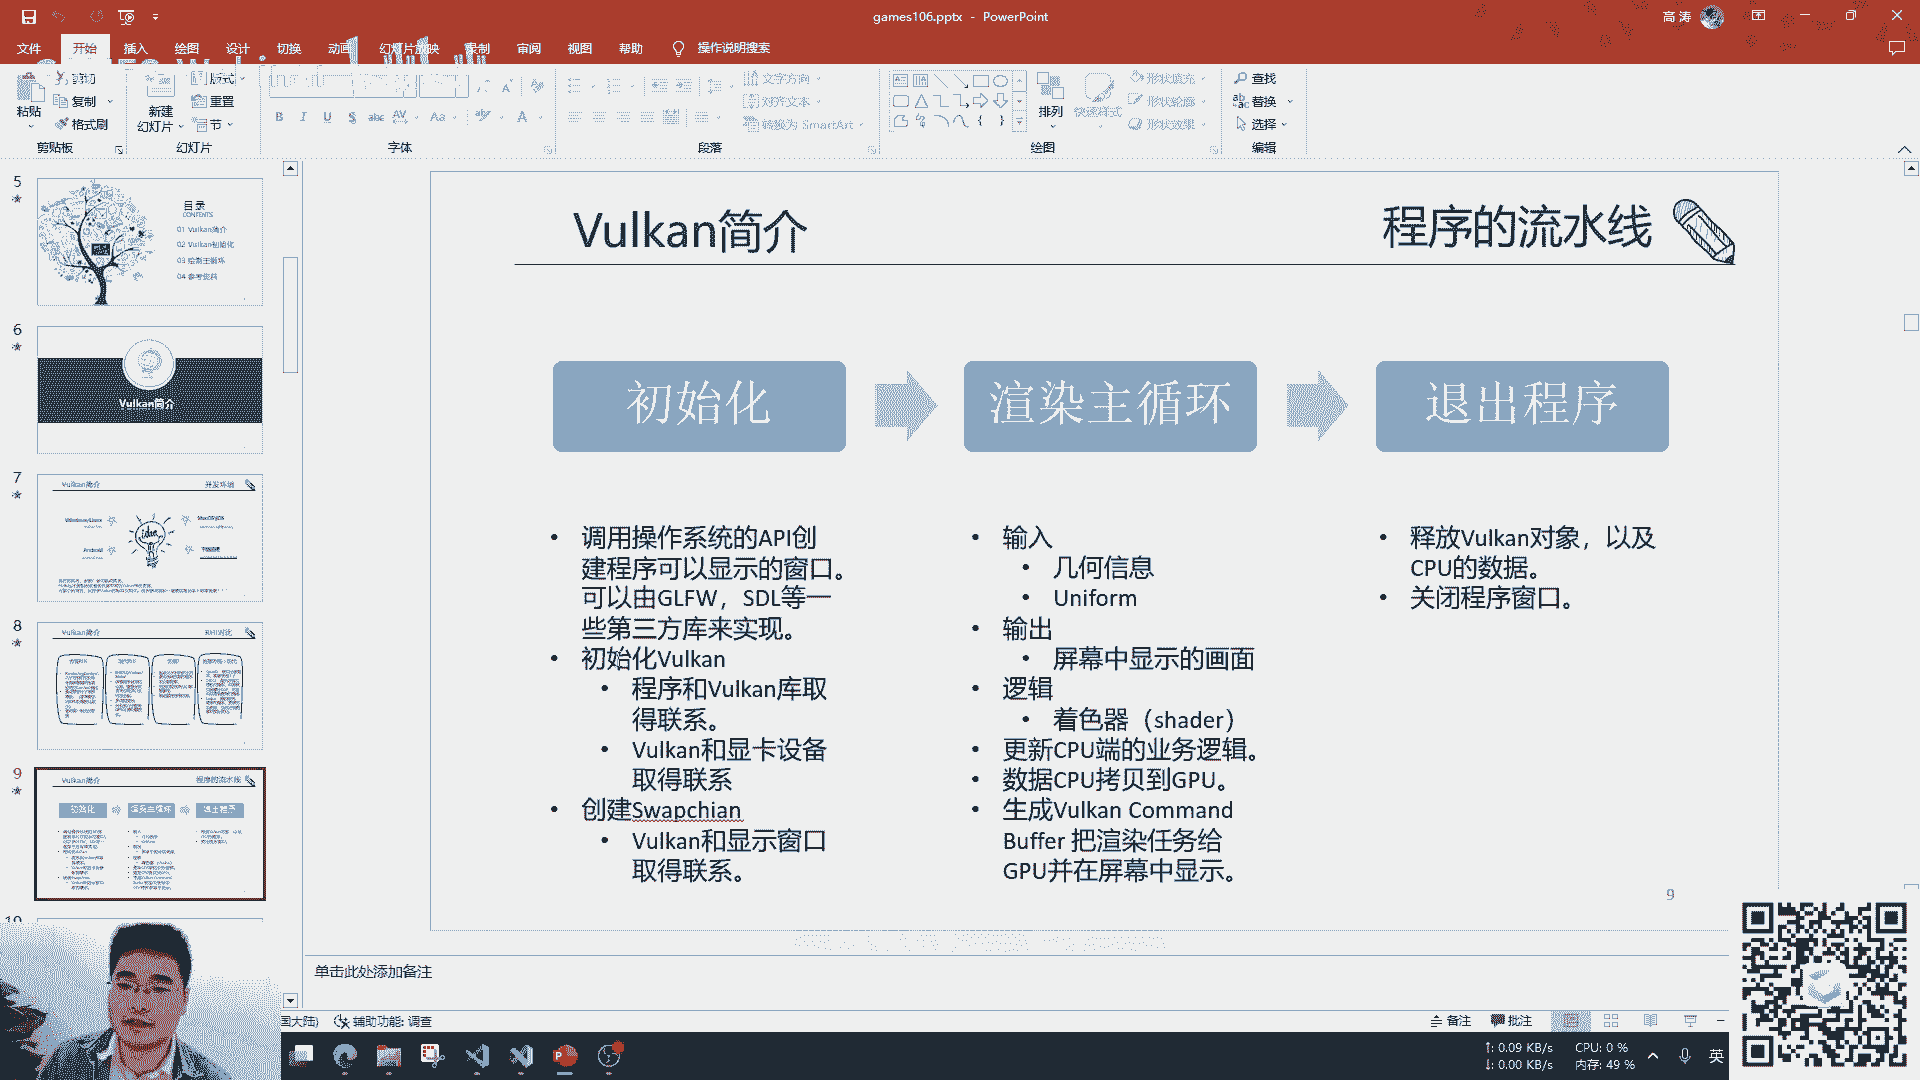 games106.pptx - PowerPoint
高 涛
文件 开始 插入 绘图 设计 切换 动画 幻灯片放映 录制 审阅 视图 帮助 操作说明搜索
粘贴
剪切
复制
格式刷
剪贴板
新建
幻灯片
版式
重置
节
幻灯片
B I U S abc AV Aa A
字体
文字方向
对齐文本
转换为 SmartArt
段落
排列
快速样式
形状填充
形状轮廓
形状效果
绘图
查找
替换
选择
编辑
5
目录
CONTENTS
01 Vulkan简介
02 Vulkan初始化
03 绘制主循环
04 参考资料
6
Vulkan简介
7
Vulkan简介
开发环境
8
Vulkan简介
9
Vulkan简介
程序的流水线
初始化
渲染主循环
退出程序
10
Vulkan简介
程序的流水线
初始化
渲染主循环
退出程序
• 调用操作系统的API创
建程序可以显示的窗口。
可以由GLFW，SDL等一
些第三方库来实现。
• 初始化Vulkan
• 程序和Vulkan库取
得联系。
• Vulkan和显卡设备
取得联系
• 创建Swapchian
• Vulkan和显示窗口
取得联系。
• 输入
• 几何信息
• Uniform
• 输出
• 屏幕中显示的画面
• 逻辑
• 着色器（shader）
• 更新CPU端的业务逻辑。
• 数据CPU拷贝到GPU。
• 生成Vulkan Command
Buffer 把渲染任务给
GPU并在屏幕中显示。
• 释放Vulkan对象，以及
CPU的数据。
• 关闭程序窗口。
9
单击此处添加备注
国大陆) 辅助功能: 调查
备注 批注
↑: 0.09 KB/s
↓: 0.00 KB/s
CPU: 0 %
内存: 49 %
英